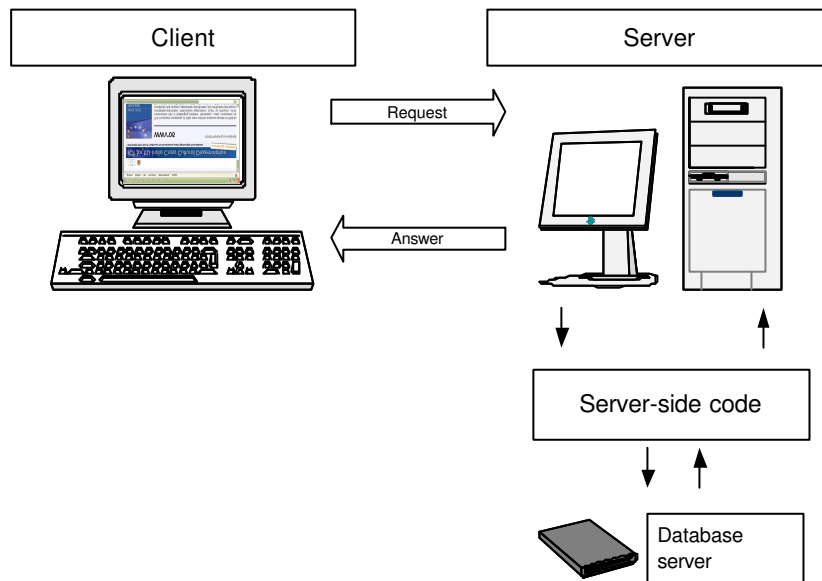 Client
Server
Request
Answer
Server-side code
Database
server